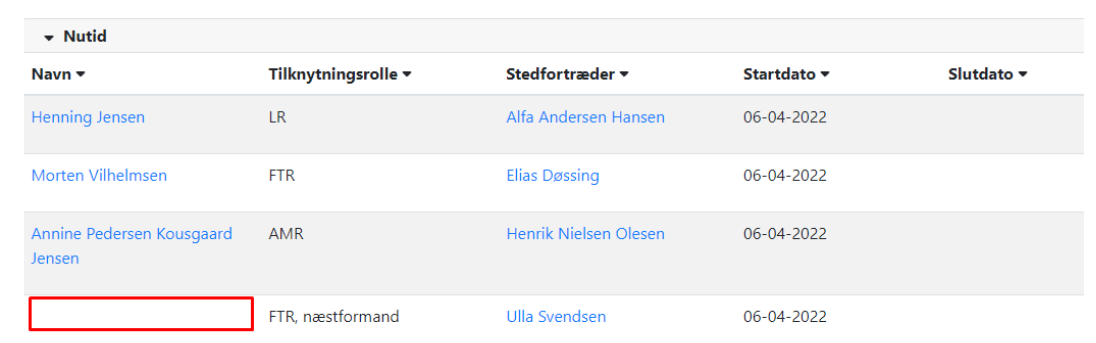 Nutid
Navn Tilknytningsrolle Stedfortræder Startdato Slutdato
Henning Jensen LR Alfa Andersen Hansen 06-04-2022
Morten Vilhelmsen FTR Elias Døssing 06-04-2022
Annine Pedersen Kousgaard AMR Henrik Nielsen Olesen 06-04-2022
Jensen
FTR, næstformand Ulla Svendsen 06-04-2022